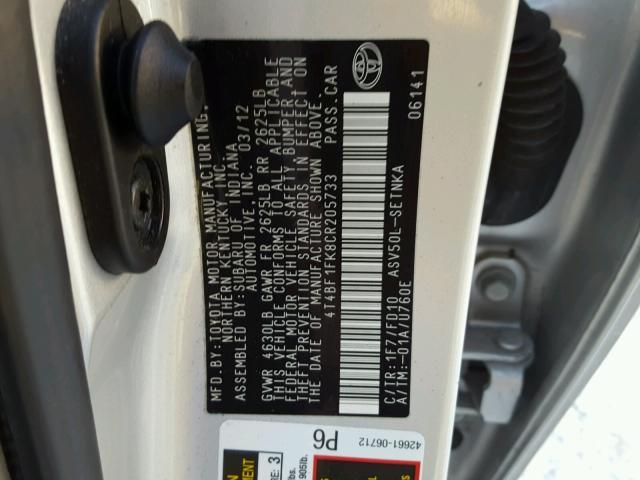 MFD.BY:TOYOTA MOTOR MANUFACTURING,
NORTHERN KENTUCKY, INC.
ASSEMBLED BY:SUBARU OF INDIANA
AUTOMOTIVE, INC. 03/12
GVWR 4630LB GAWR FR 2625LB RR 2625LB
THIS VEHICLE CONFORMS TO ALL APPLICABLE
FEDERAL MOTOR VEHICLE SAFETY, BUMPER, AND
THEFT PREVENTION STANDARDS IN EFFECT ON
THE DATE OF MANUFACTURE SHOWN ABOVE.
4T4BF1FK8CR205733 PASS.CAR
C/TR:1F7/FD10 ASV50L-SETNKA
A/TM:-01A/U760E 06141
42661-06712
P6
3
905lb.